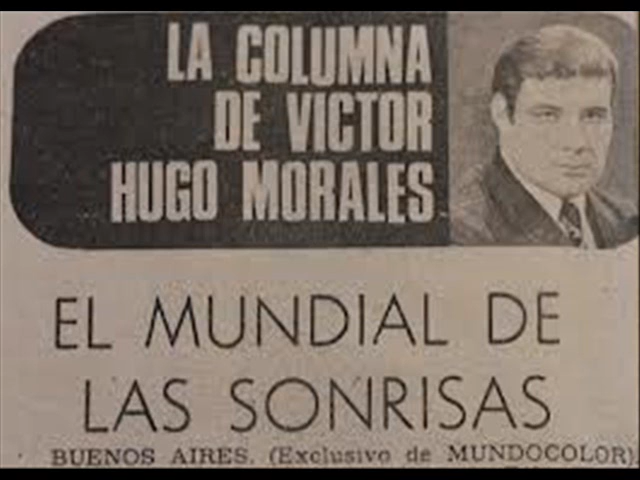 LA COLUMNA
DE VICTOR
HUGO MORALES
EL MUNDIAL DE
LAS SONRISAS
BUENOS AIRES. (Exclusivo de MUNDOCOLOR).